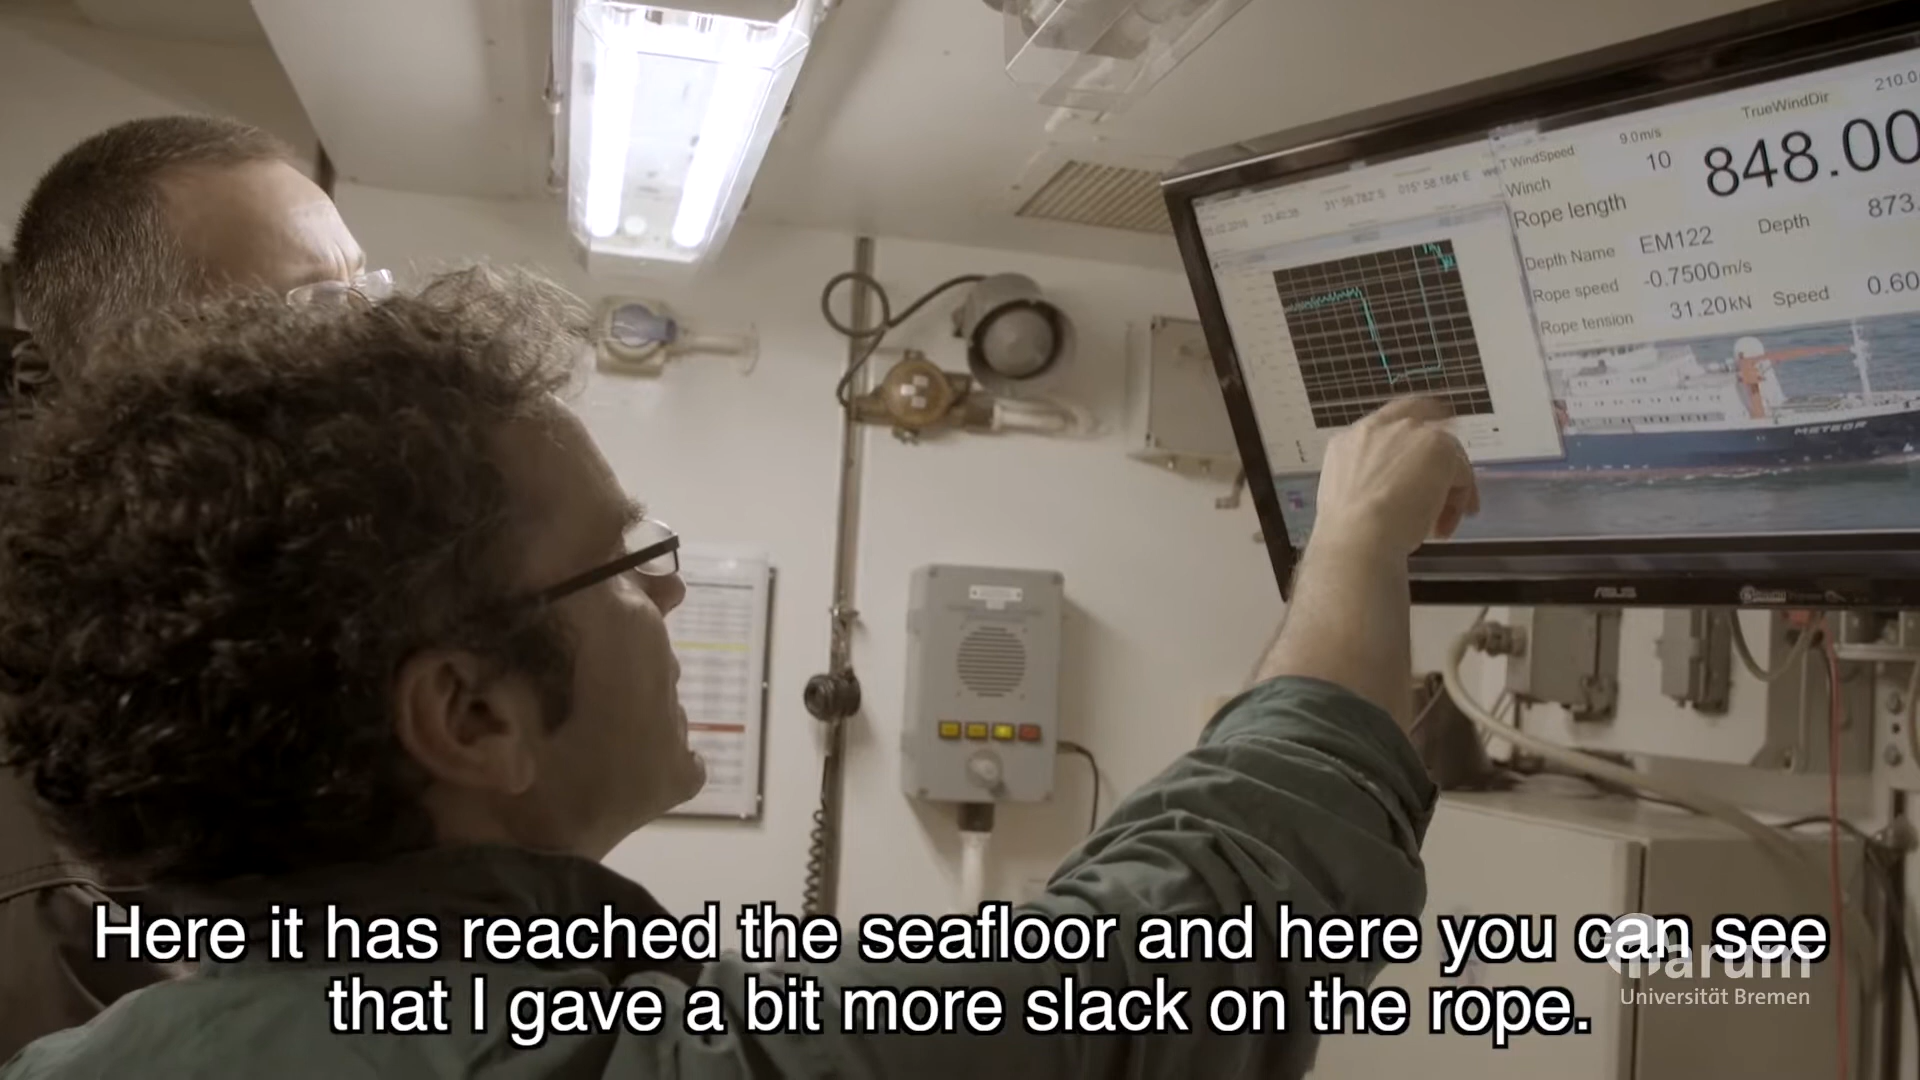 210.0
TrueWindDir
9.0m/s
T WindSpeed
10
848.00
Winch
Rope length
873.
Depth
EM122
Depth Name
-0.7500m/s
Rope speed
0.60
Speed
31.20kN
Rope tension
METEOR
ASUS
Here it has reached the seafloor and here you can see
that I gave a bit more slack on the rope.
marum
Universität Bremen